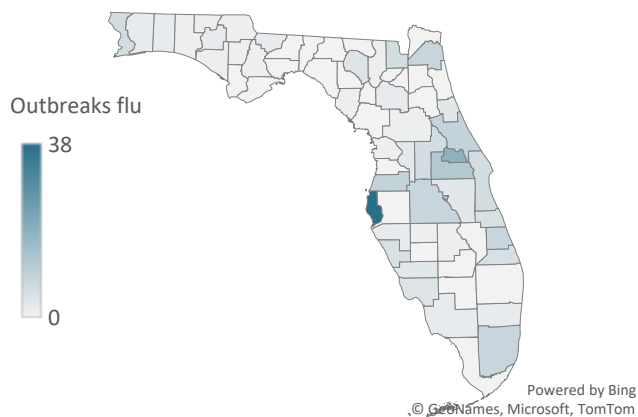 Outbreaks flu
38
0
Powered by Bing
© GeoNames, Microsoft, TomTom